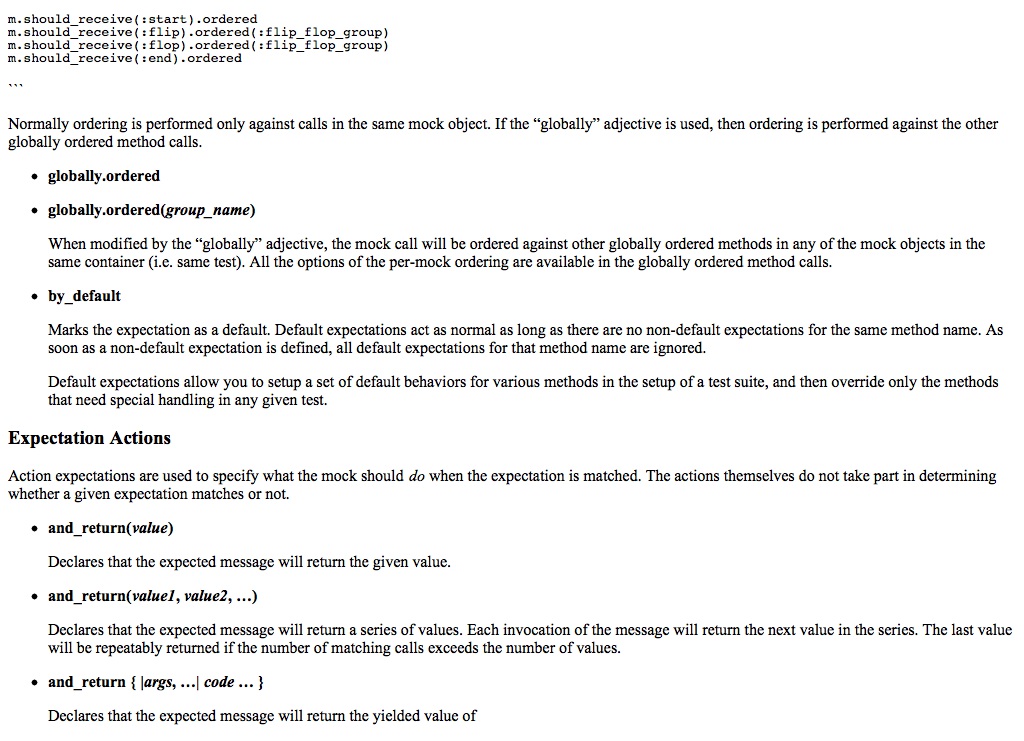 m.should_receive(:start).ordered
m.should_receive(:flip).ordered(:flip_flop_group)
m.should_receive(:flop).ordered(:flip_flop_group)
m.should_receive(:end).ordered
```
Normally ordering is performed only against calls in the same mock object. If the “globally” adjective is used, then ordering is performed against the other
globally ordered method calls.
• globally.ordered
• globally.ordered(group_name)
When modified by the “globally” adjective, the mock call will be ordered against other globally ordered methods in any of the mock objects in the
same container (i.e. same test). All the options of the per-mock ordering are available in the globally ordered method calls.
• by_default
Marks the expectation as a default. Default expectations act as normal as long as there are no non-default expectations for the same method name. As
soon as a non-default expectation is defined, all default expectations for that method name are ignored.
Default expectations allow you to setup a set of default behaviors for various methods in the setup of a test suite, and then override only the methods
that need special handling in any given test.
Expectation Actions
Action expectations are used to specify what the mock should do when the expectation is matched. The actions themselves do not take part in determining
whether a given expectation matches or not.
• and_return(value)
Declares that the expected message will return the given value.
• and_return(value1, value2, …)
Declares that the expected message will return a series of values. Each invocation of the message will return the next value in the series. The last value
will be repeatably returned if the number of matching calls exceeds the number of values.
• and_return { |args, …| code … }
Declares that the expected message will return the yielded value of